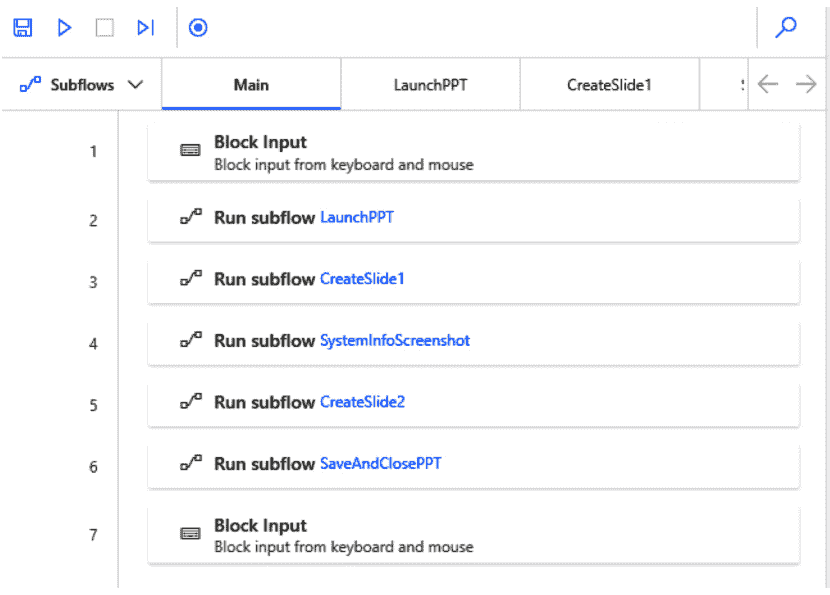 Subflows
Main
LaunchPPT
CreateSlide1
1
Block Input
Block input from keyboard and mouse
2
Run subflow LaunchPPT
3
Run subflow CreateSlide1
4
Run subflow SystemInfoScreenshot
5
Run subflow CreateSlide2
6
Run subflow SaveAndClosePPT
7
Block Input
Block input from keyboard and mouse